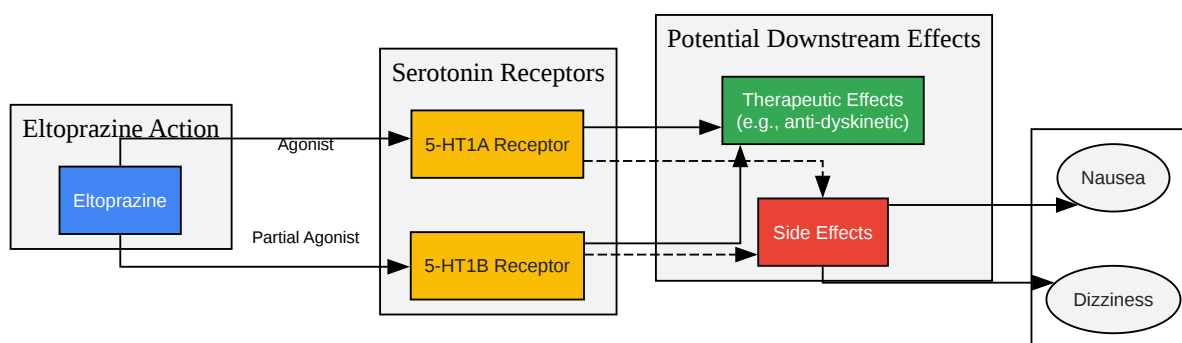 Eltoprazine Action
Eltoprazine
Agonist
Partial Agonist
Serotonin Receptors
5-HT1A Receptor
5-HT1B Receptor
Potential Downstream Effects
Therapeutic Effects
(e.g., anti-dyskinetic)
Side Effects
Nausea
Dizziness